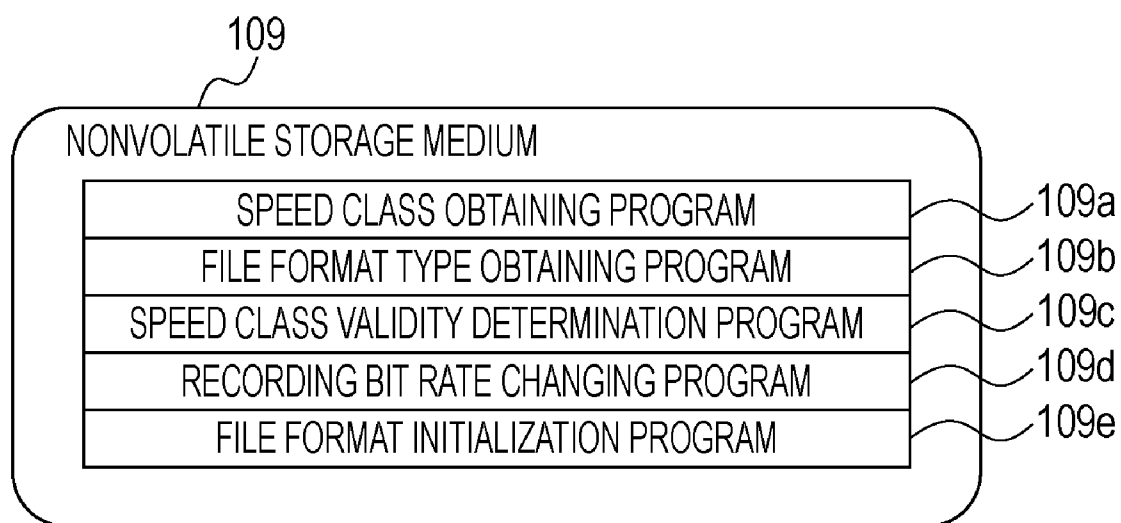 109
NONVOLATILE STORAGE MEDIUM
SPEED CLASS OBTAINING PROGRAM 109a
FILE FORMAT TYPE OBTAINING PROGRAM 109b
SPEED CLASS VALIDITY DETERMINATION PROGRAM 109c
RECORDING BIT RATE CHANGING PROGRAM 109d
FILE FORMAT INITIALIZATION PROGRAM 109e